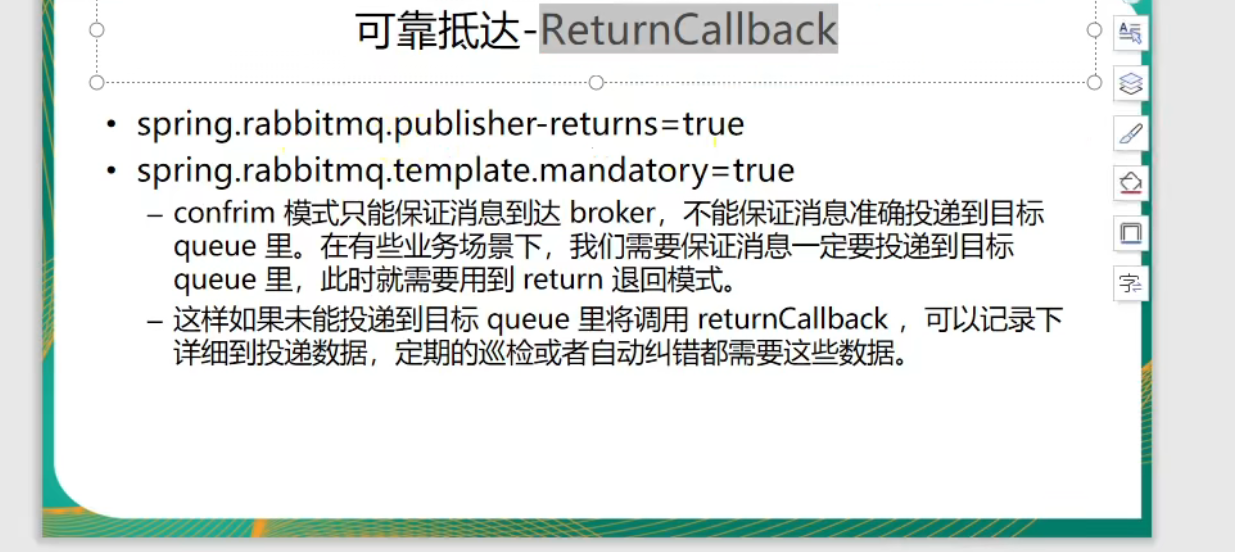 可靠抵达-ReturnCallback
• spring.rabbitmq.publisher-returns=true
• spring.rabbitmq.template.mandatory=true
– confrim 模式只能保证消息到达 broker，不能保证消息准确投递到目标
queue 里。在有些业务场景下，我们需要保证消息一定要投递到目标
queue 里，此时就需要用到 return 退回模式。
– 这样如果未能投递到目标 queue 里将调用 returnCallback ，可以记录下
详细到投递数据，定期的巡检或者自动纠错都需要这些数据。
字